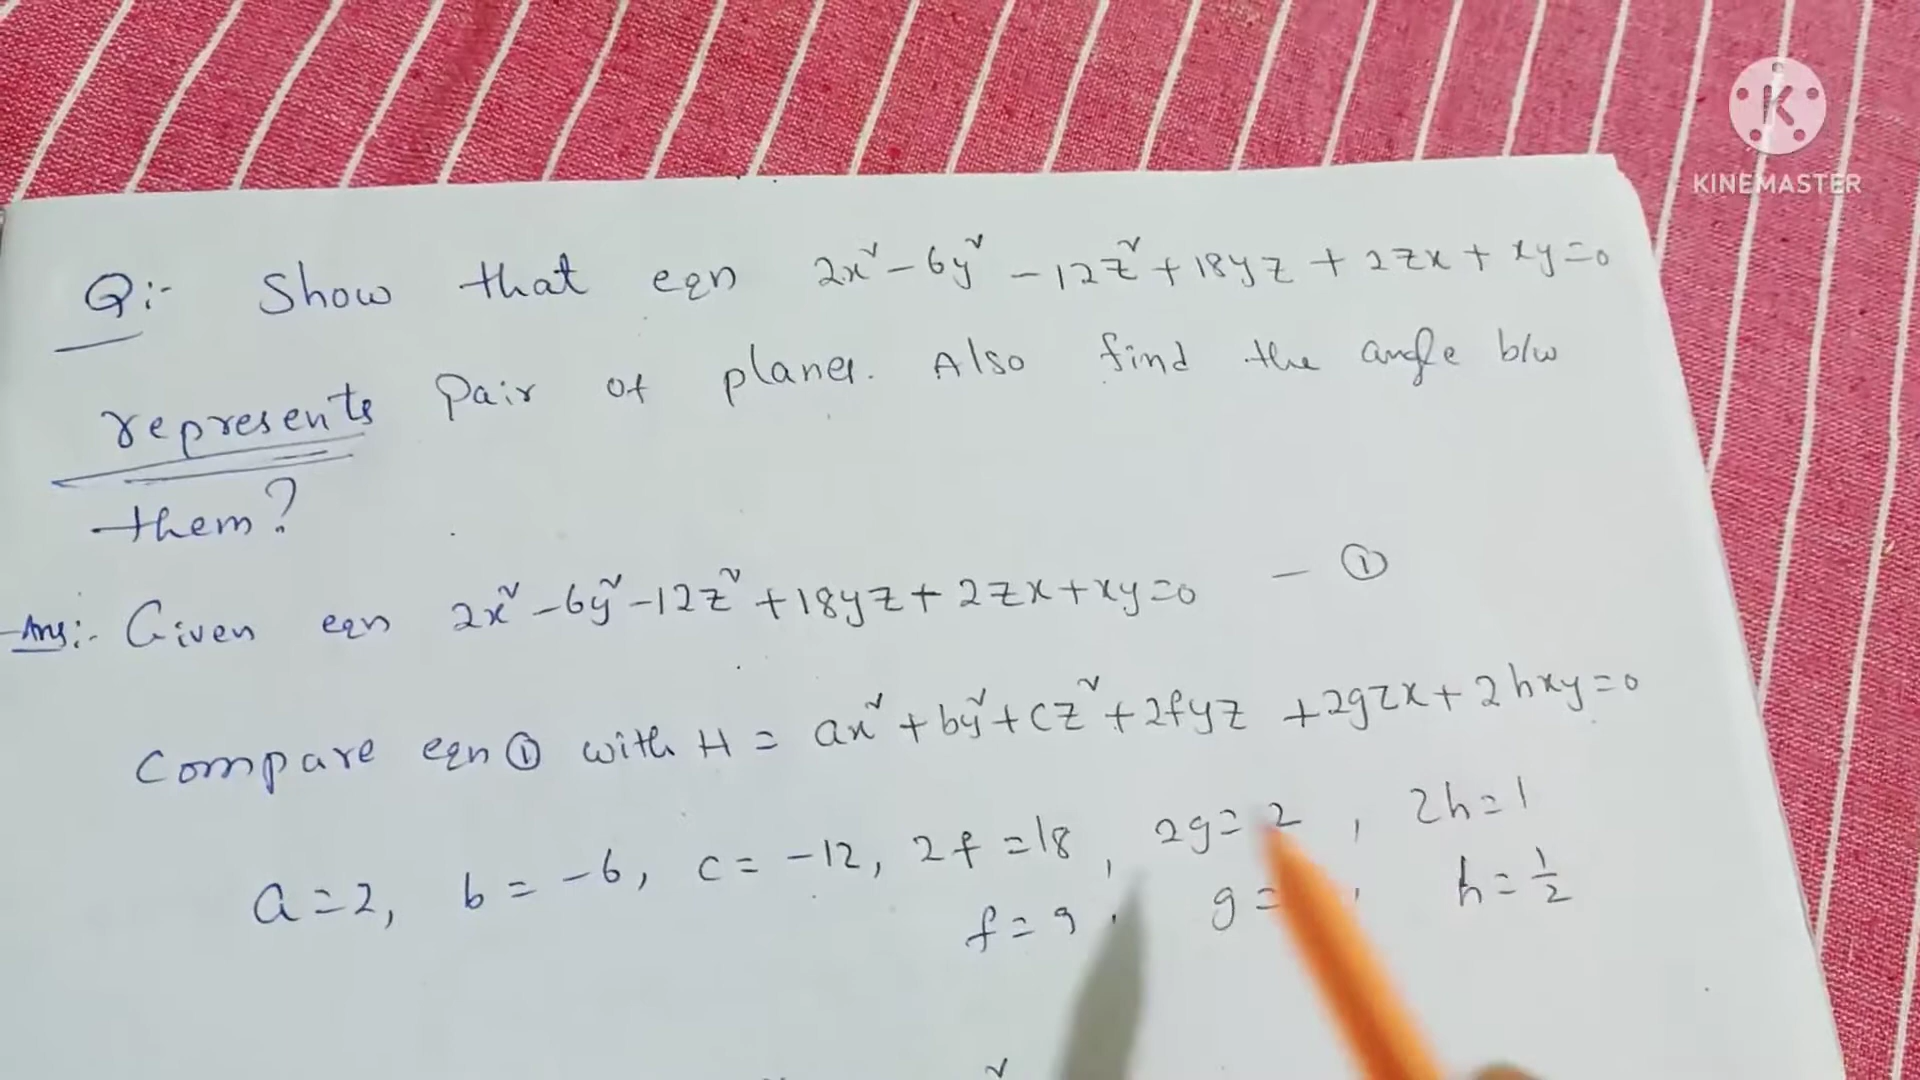 KINEMASTER
Q:- Show that eqn 2x² - 6y² - 12z² + 18yz + 2zx + xy = 0
represents pair of planes. Also find the angle b/w
them?
Ans:- Given eqn 2x² - 6y² - 12z² + 18yz + 2zx + xy = 0 - ①
Compare eqn ① with H = ax² + by² + cz² + 2fyz + 2gzx + 2hxy = 0
a = 2, b = -6, c = -12, 2f = 18, 2g = 2, 2h = 1
f = 9, g = , h = 1/2